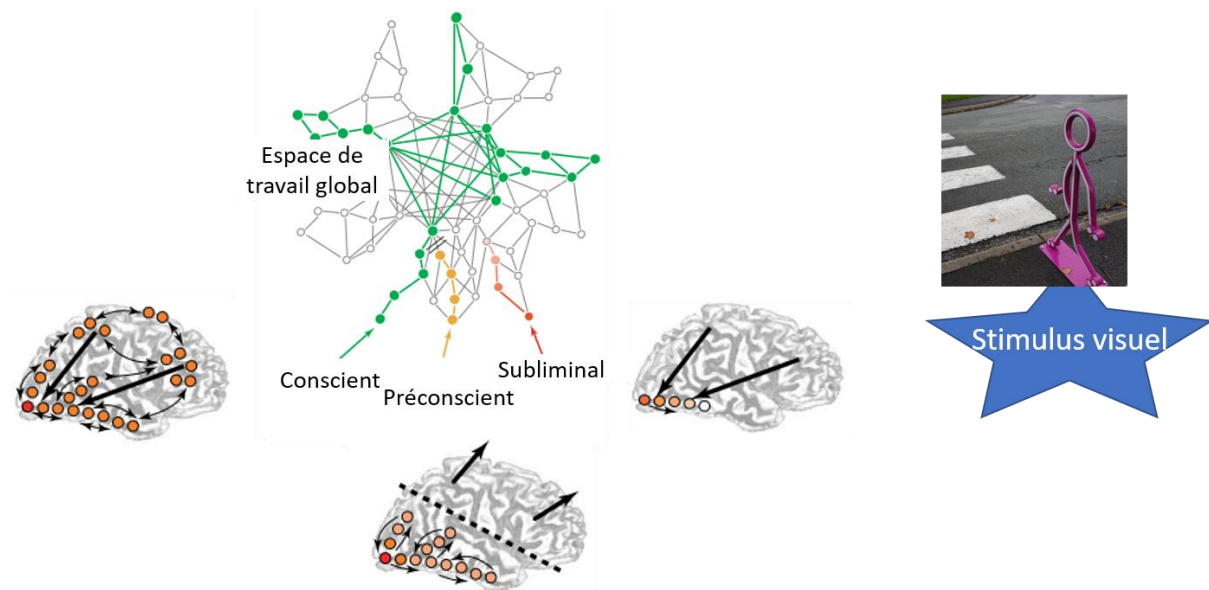 Espace de
travail global
Conscient
Préconscient
Subliminal
Stimulus visuel